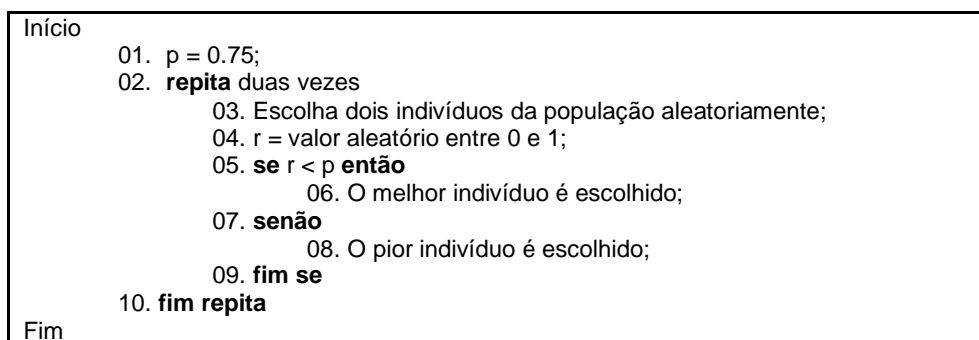 Início
01. p = 0.75;
02. repita duas vezes
03. Escolha dois indivíduos da população aleatoriamente;
04. r = valor aleatório entre 0 e 1;
05. se r < p então
06. O melhor indivíduo é escolhido;
07. senão
08. O pior indivíduo é escolhido;
09. fim se
10. fim repita
Fim